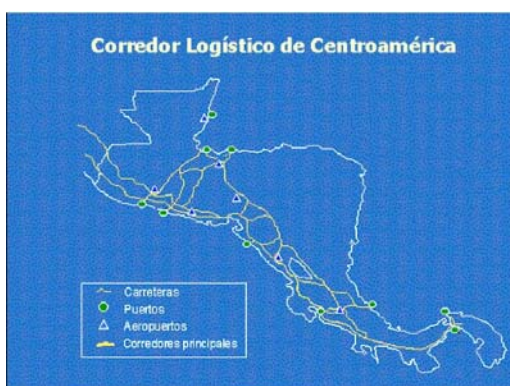 Corredor Logístico de Centroamérica
Carreteras
Puertos
Aeropuertos
Corredores principales